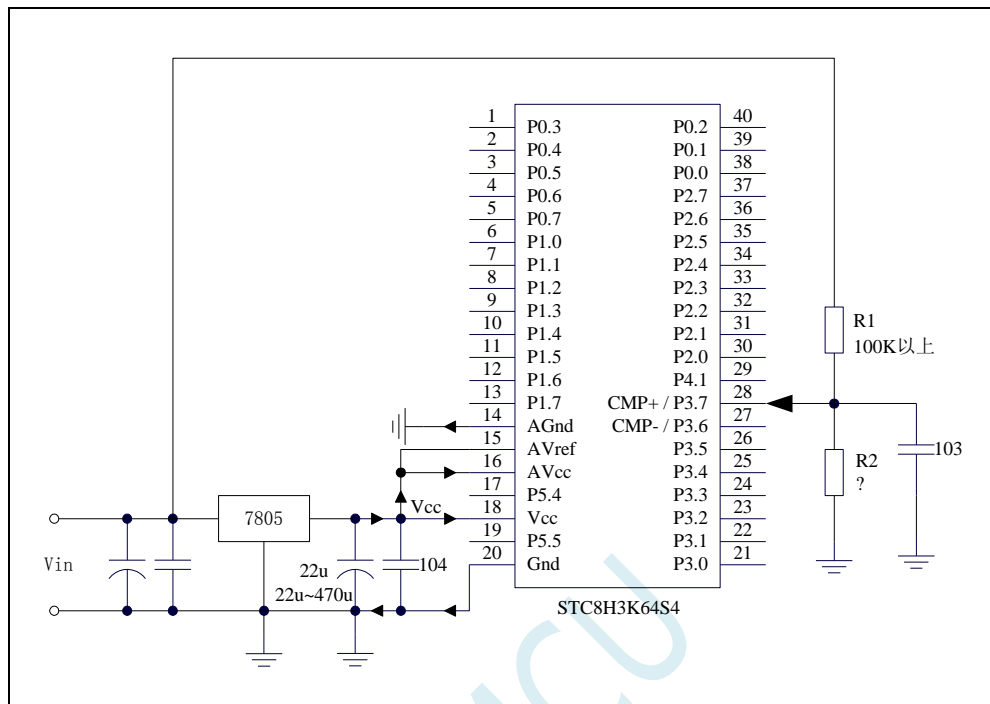 1 P0.3 P0.2 40
2 P0.4 P0.1 39
3 P0.5 P0.0 38
4 P0.6 P2.7 37
5 P0.7 P2.6 36
6 P1.0 P2.5 35
7 P1.1 P2.4 34
8 P1.2 P2.3 33
9 P1.3 P2.2 32
10 P1.4 P2.1 31
11 P1.5 P2.0 30
12 P1.6 P4.1 29
13 P1.7 CMP+ / P3.7 28
14 AGnd CMP- / P3.6 27
15 AVref P3.5 26
16 AVcc P3.4 25
17 P5.4 P3.3 24
18 Vcc P3.2 23
19 P5.5 P3.1 22
20 Gnd P3.0 21
STC8H3K64S4
R1
100K以上
R2
?
103
Vcc
7805
Vin
22u
22u~470u
104
MCU